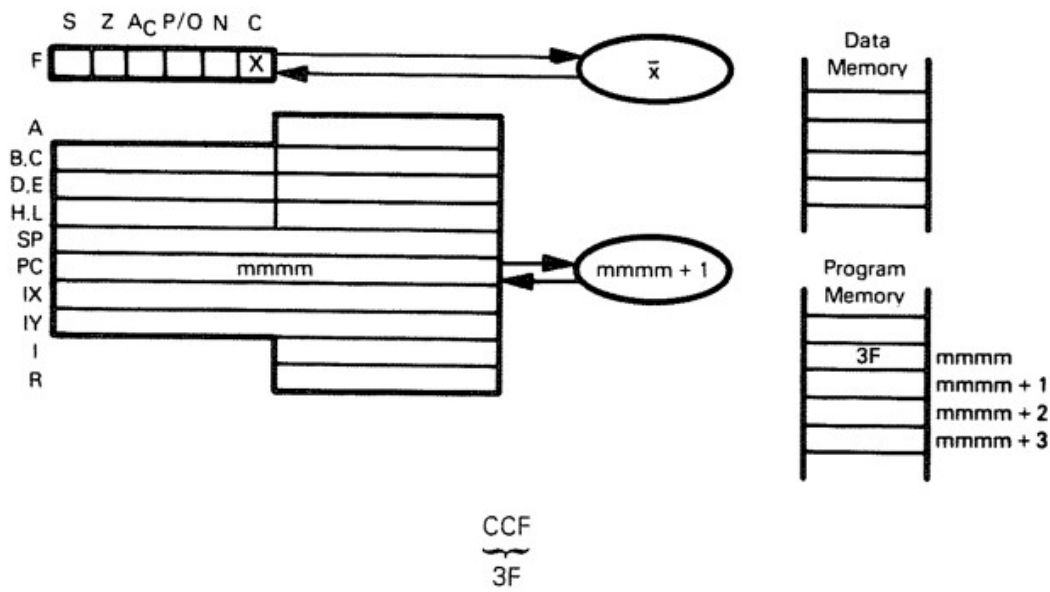 S Z AC P/O N C
F X x̄
Data
Memory
A
B.C
D.E
H.L
SP
PC mmmm mmmm + 1
IX
IY
I
R
Program
Memory
3F mmmm
mmmm + 1
mmmm + 2
mmmm + 3
CCF
3F